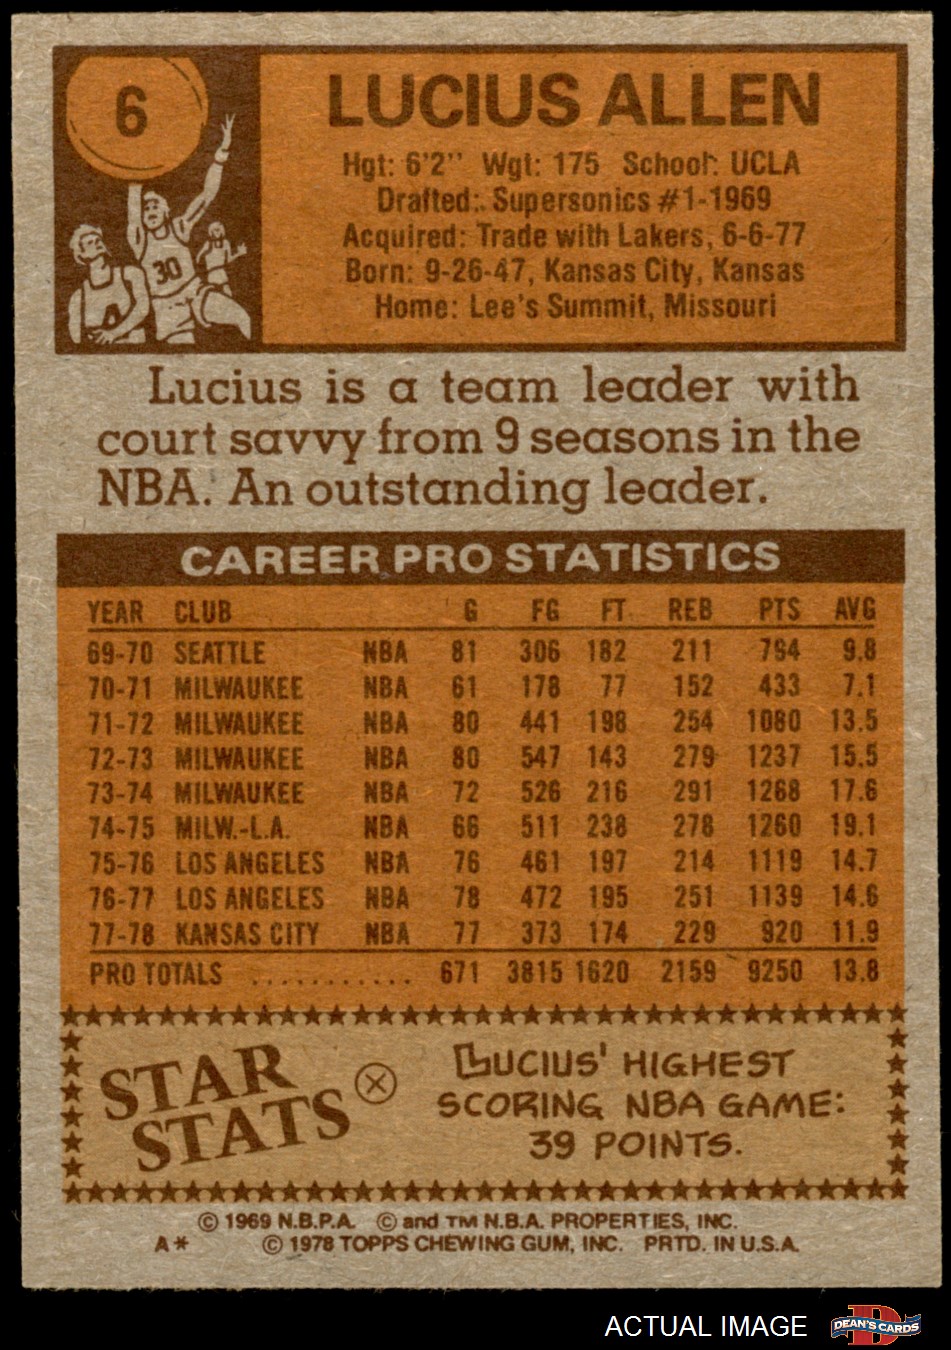 6
30
LUCIUS ALLEN
Hgt: 6'2" Wgt: 175 School: UCLA
Drafted: Supersonics #1-1969
Acquired: Trade with Lakers, 6-6-77
Born: 9-26-47, Kansas City, Kansas
Home: Lee's Summit, Missouri
Lucius is a team leader with
court savvy from 9 seasons in the
NBA. An outstanding leader.
CAREER PRO STATISTICS
YEAR CLUB G FG FT REB PTS AVG
69-70 SEATTLE NBA 81 306 182 211 794 9.8
70-71 MILWAUKEE NBA 61 178 77 152 433 7.1
71-72 MILWAUKEE NBA 80 441 198 254 1080 13.5
72-73 MILWAUKEE NBA 80 547 143 279 1237 15.5
73-74 MILWAUKEE NBA 72 526 216 291 1268 17.6
74-75 MILW.-L.A. NBA 66 511 238 278 1260 19.1
75-76 LOS ANGELES NBA 76 461 197 214 1119 14.7
76-77 LOS ANGELES NBA 78 472 195 251 1139 14.6
77-78 KANSAS CITY NBA 77 373 174 229 920 11.9
PRO TOTALS ........... 671 3815 1620 2159 9250 13.8
STAR
STATS
LUCIUS' HIGHEST
SCORING NBA GAME:
39 POINTS.
© 1969 N.B.P.A. © and TM N.B.A. PROPERTIES, INC.
A* © 1978 TOPPS CHEWING GUM, INC. PRTD. IN U.S.A.
ACTUAL IMAGE
D
DEAN'S CARDS